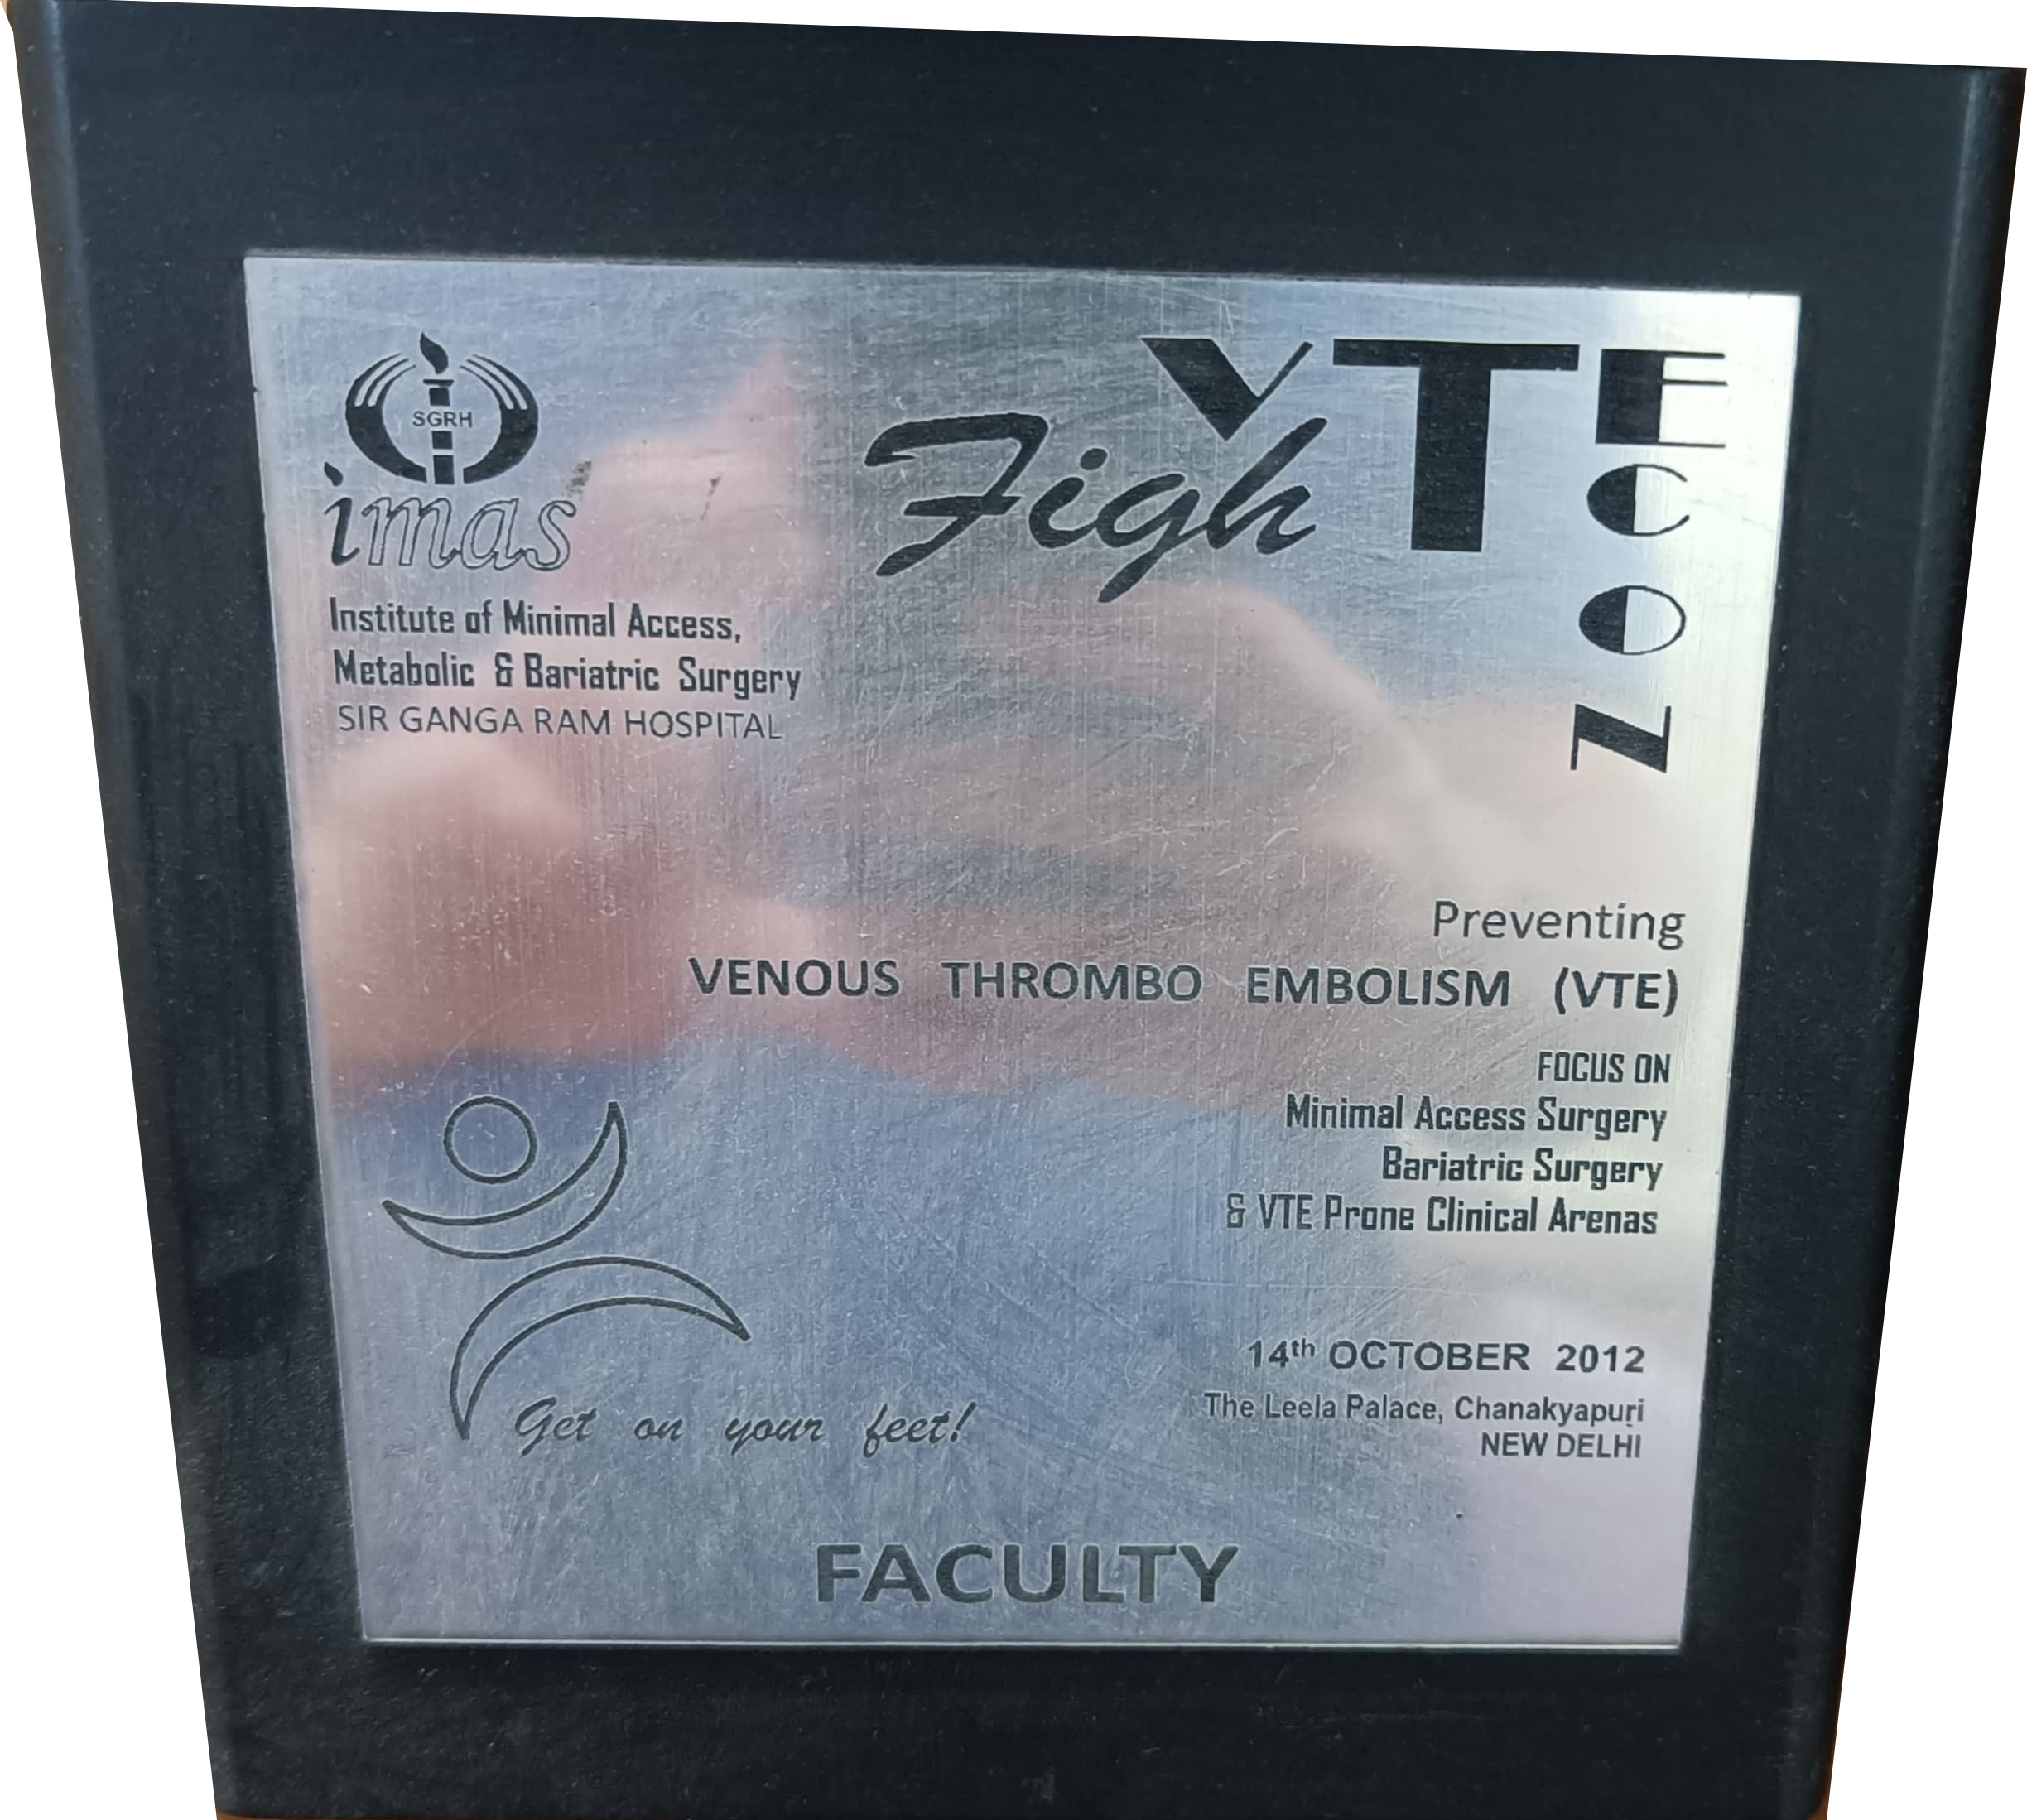 SGRH
imas
Institute of Minimal Access,
Metabolic & Bariatric Surgery
SIR GANGA RAM HOSPITAL
Figh VTE
CON
Preventing
VENOUS THROMBO EMBOLISM (VTE)
FOCUS ON
Minimal Access Surgery
Bariatric Surgery
& VTE Prone Clinical Arenas
14th OCTOBER 2012
The Leela Palace, Chanakyapuri
NEW DELHI
Get on your feet!
FACULTY